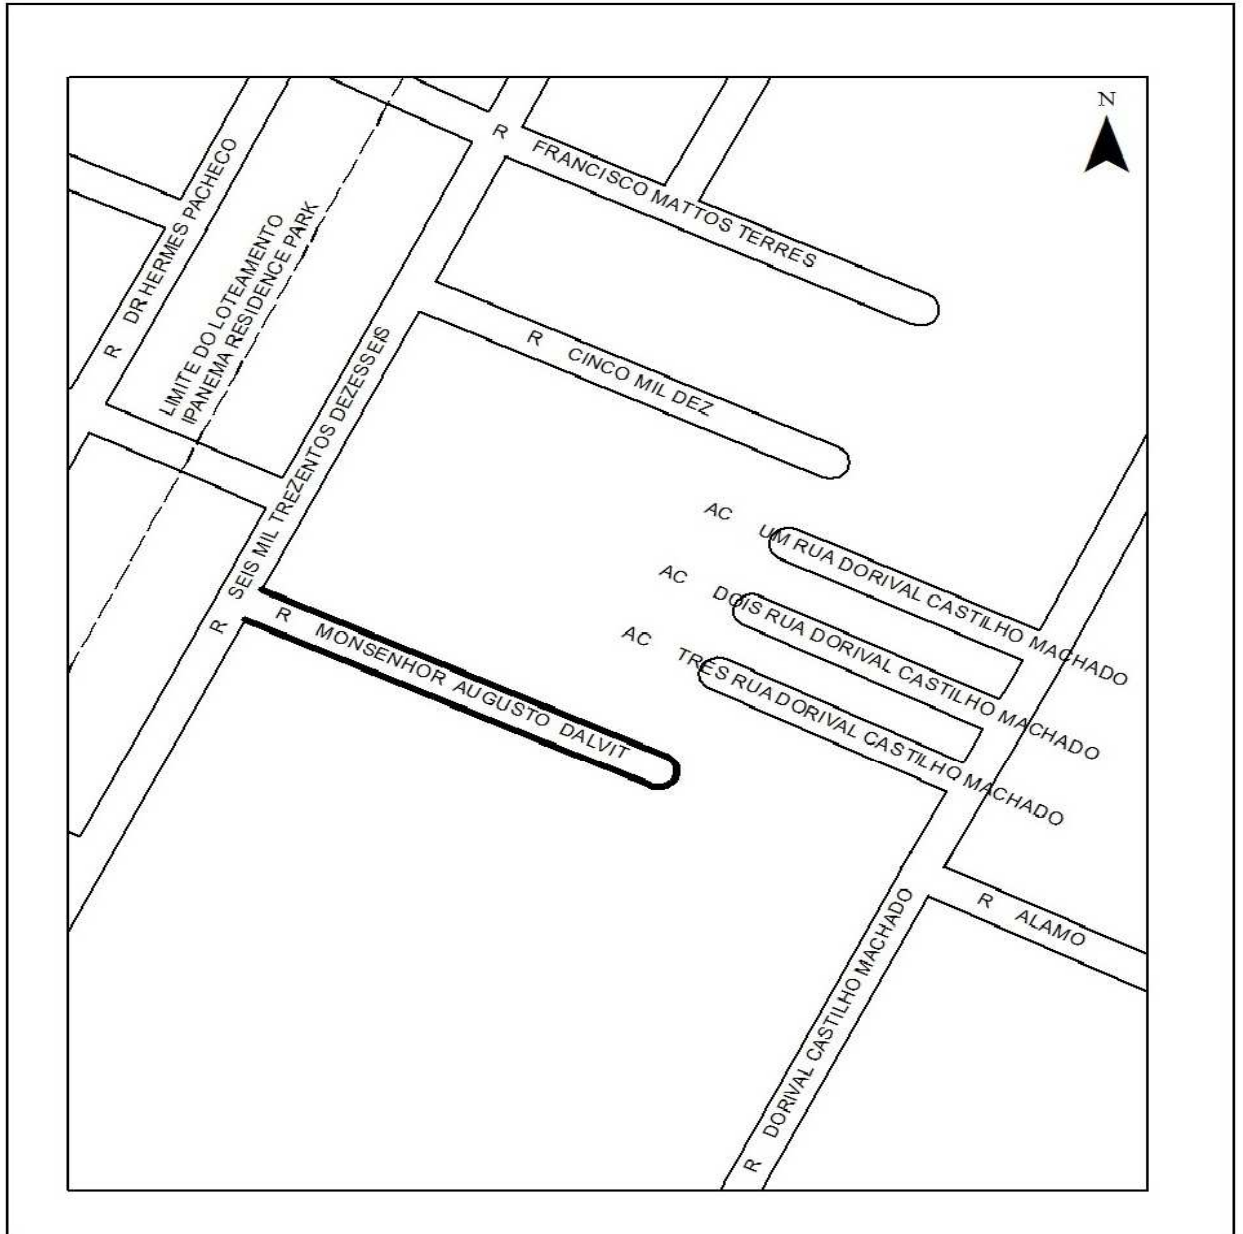 N
R FRANCISCO MATTOS TERRES
R DR HERMES PACHECO
LIMITE DO LOTEAMENTO
IPANEMA RESIDENCE PARK
R CINCO MIL DEZ
R SEIS MIL TREZENTOS DEZESSEIS
AC UM RUA DORIVAL CASTILHO MACHADO
AC DOIS RUA DORIVAL CASTILHO MACHADO
AC TRES RUA DORIVAL CASTILHO MACHADO
R MONSENHOR AUGUSTO DALVIT
R ALAMO
R DORIVAL CASTILHO MACHADO